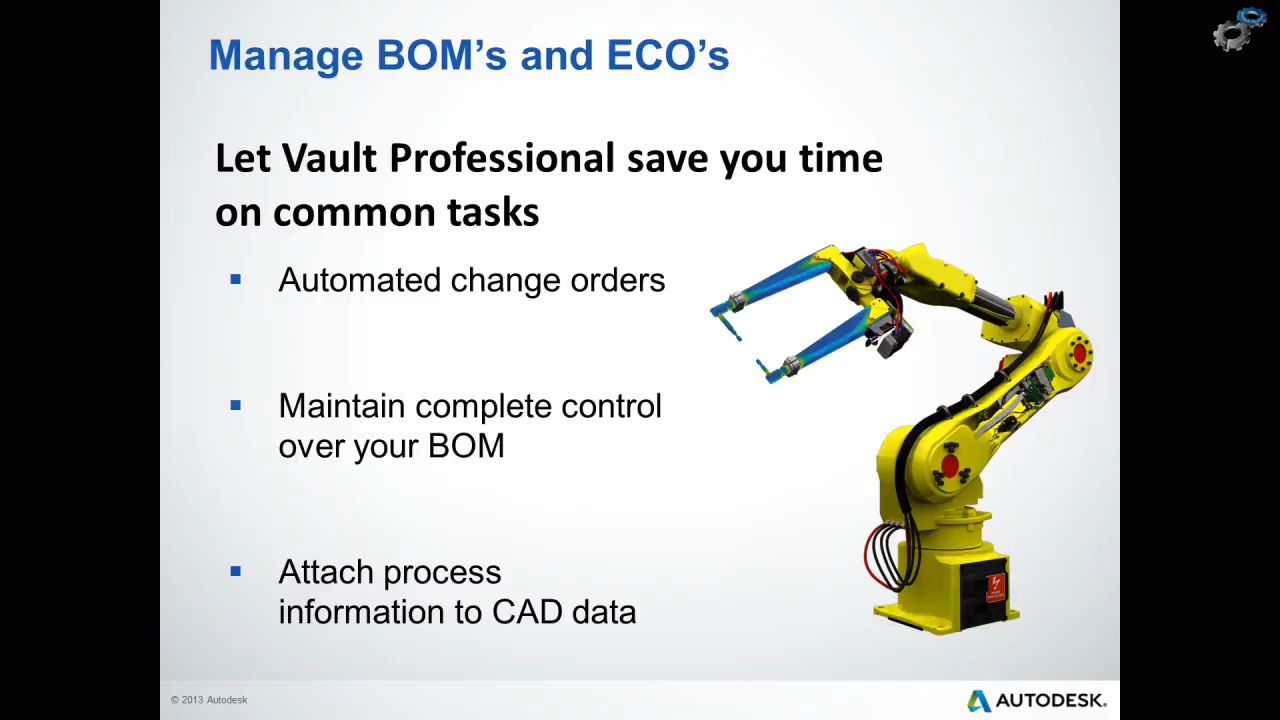 Manage BOM's and ECO's
Let Vault Professional save you time
on common tasks
▪ Automated change orders
▪ Maintain complete control
over your BOM
▪ Attach process
information to CAD data
© 2013 Autodesk
AUTODESK.